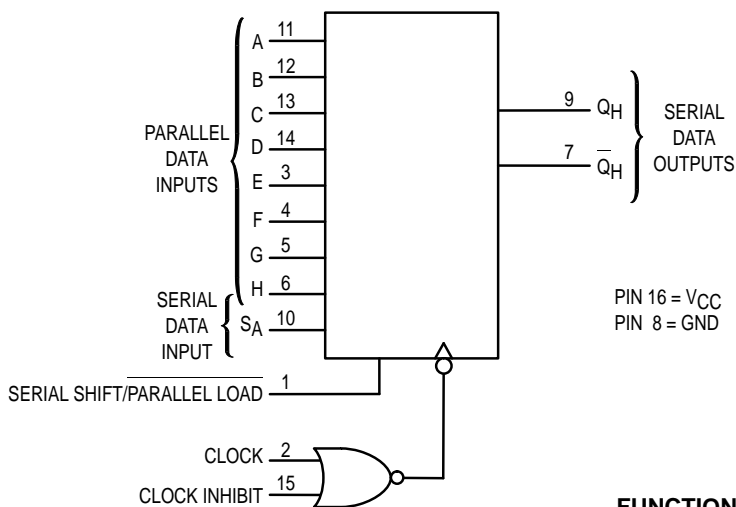 A 11
B 12
C 13
D 14
E 3
F 4
G 5
H 6
PARALLEL
DATA
INPUTS
SERIAL
DATA
INPUT
SA 10
SERIAL SHIFT/PARALLEL LOAD 1
CLOCK 2
CLOCK INHIBIT 15
9 QH
7 Q̅H
SERIAL
DATA
OUTPUTS
PIN 16 = VCC
PIN 8 = GND
FUNCTION